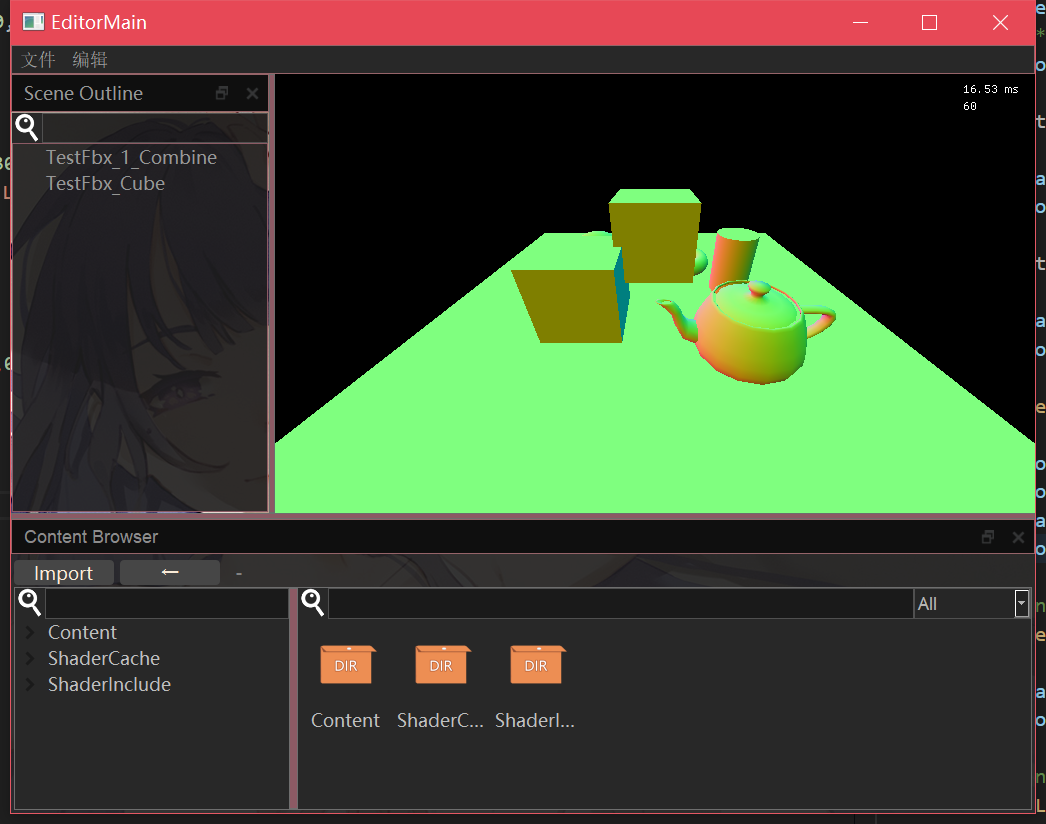 EditorMain
文件 编辑
Scene Outline
16.53 ms
60
TestFbx_1_Combine
TestFbx_Cube
Content Browser
Import ← -
All
Content
ShaderCache
ShaderInclude
DIR DIR DIR
Content ShaderC... ShaderI...